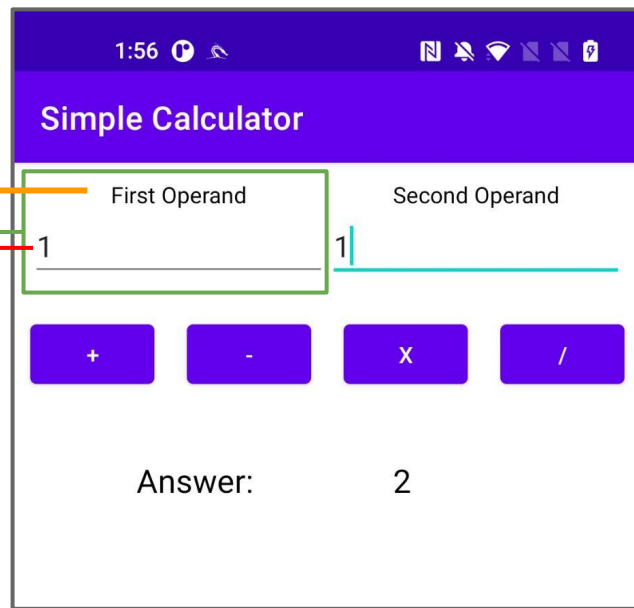 1:56
Simple Calculator
First Operand Second Operand
1 1
+ - X /
Answer: 2